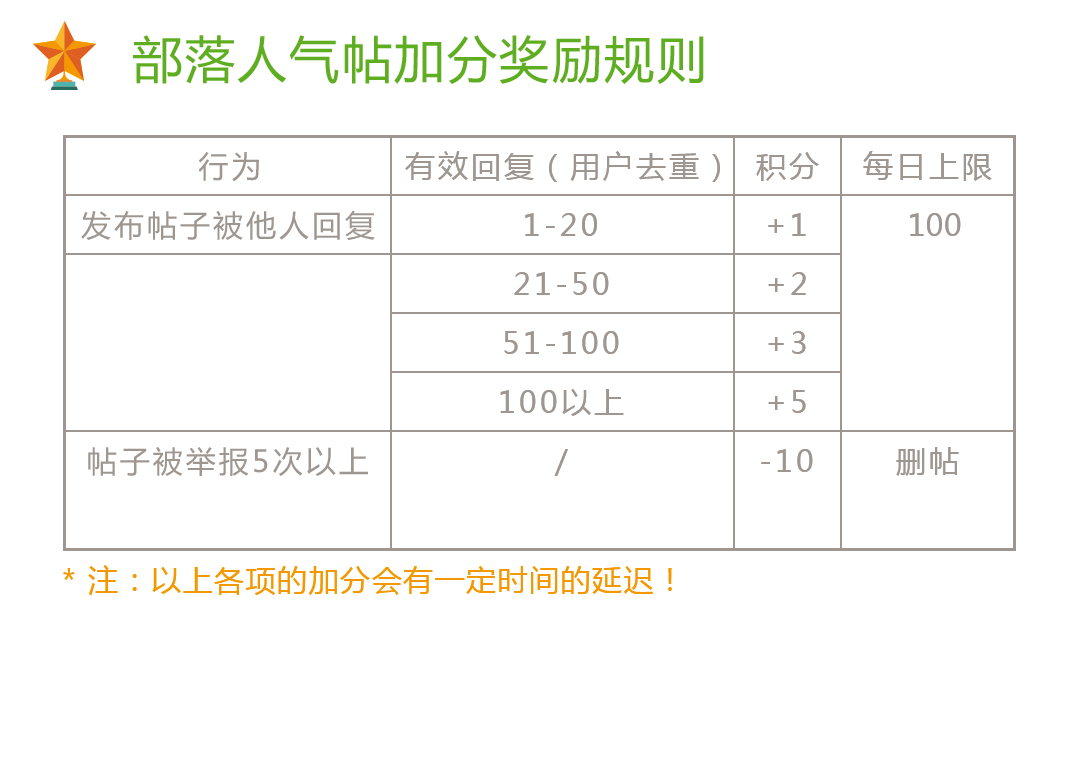 部落人气帖加分奖励规则
行为 有效回复（用户去重） 积分 每日上限
发布帖子被他人回复 1-20 +1 100
21-50 +2
51-100 +3
100以上 +5
帖子被举报5次以上 / -10 删帖
* 注：以上各项的加分会有一定时间的延迟！